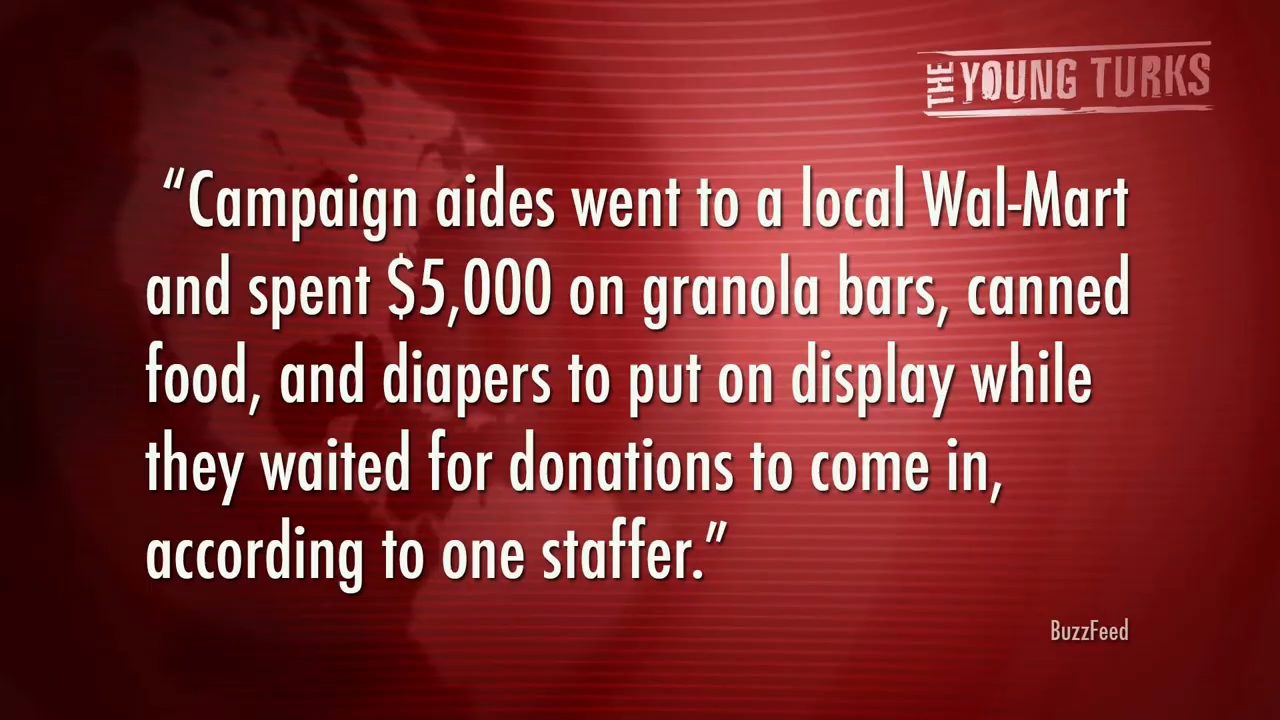 THE YOUNG TURKS
“Campaign aides went to a local Wal-Mart
and spent $5,000 on granola bars, canned
food, and diapers to put on display while
they waited for donations to come in,
according to one staffer.”
BuzzFeed